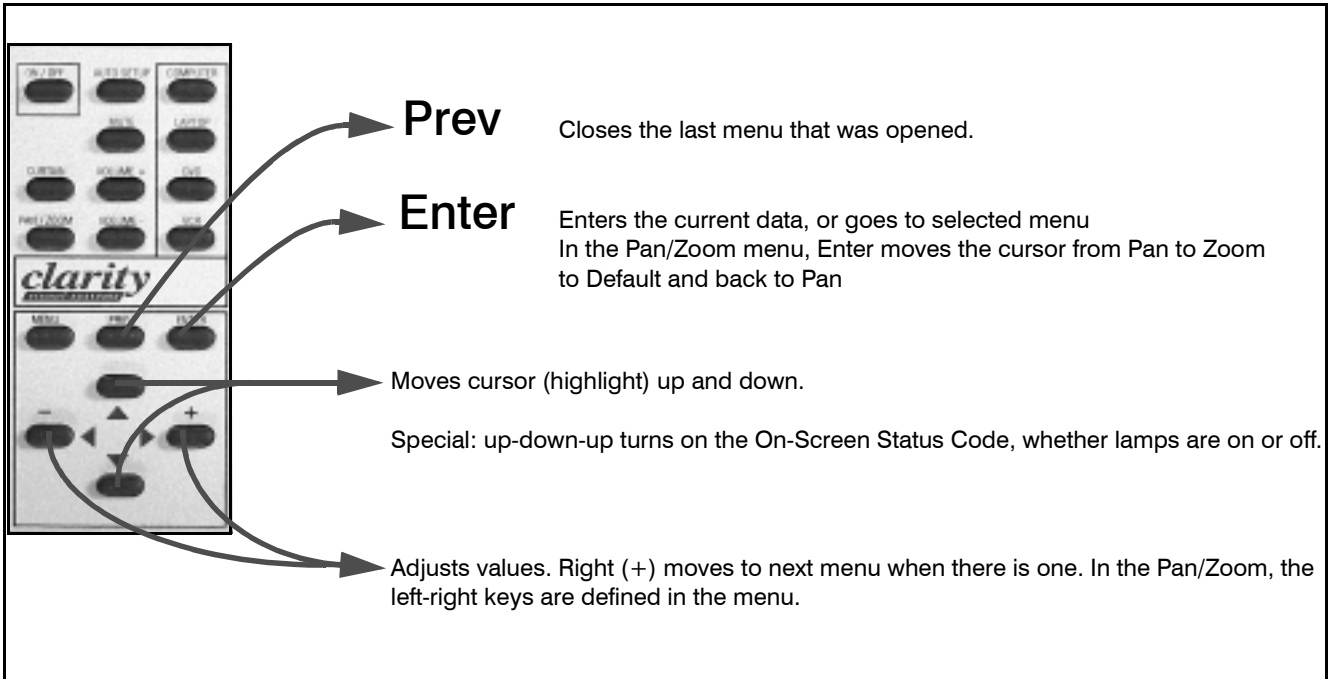 ON / OFF AUTO SETUP COMPUTER
MUTE LAPTOP
CURTAIN VOLUME + DVD
PAN / ZOOM VOLUME - VCR
clarity
MENU PREV ENTER
- +
Prev Closes the last menu that was opened.
Enter Enters the current data, or goes to selected menu
In the Pan/Zoom menu, Enter moves the cursor from Pan to Zoom
to Default and back to Pan
Moves cursor (highlight) up and down.
Special: up-down-up turns on the On-Screen Status Code, whether lamps are on or off.
Adjusts values. Right (+) moves to next menu when there is one. In the Pan/Zoom, the
left-right keys are defined in the menu.